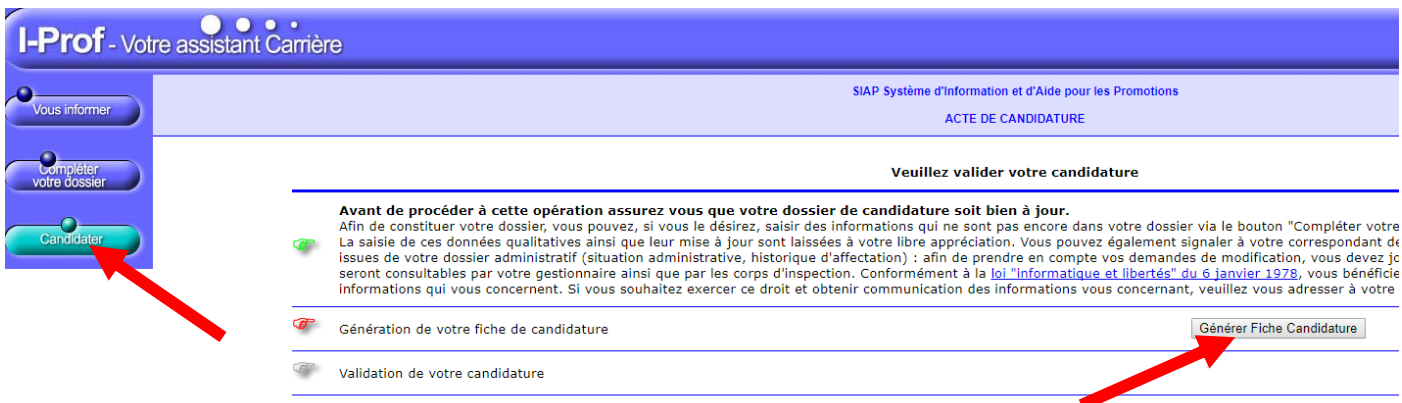 I-Prof - Votre assistant Carrière
Vous informer
Compléter
votre dossier
Candidater
SIAP Système d'Information et d'Aide pour les Promotions
ACTE DE CANDIDATURE
Veuillez valider votre candidature
Avant de procéder à cette opération assurez vous que votre dossier de candidature soit bien à jour.
Afin de constituer votre dossier, vous pouvez, si vous le désirez, saisir des informations qui ne sont pas encore dans votre dossier via le bouton "Compléter votre
La saisie de ces données qualitatives ainsi que leur mise à jour sont laissées à votre libre appréciation. Vous pouvez également signaler à votre correspondant de
issues de votre dossier administratif (situation administrative, historique d'affectation) : afin de prendre en compte vos demandes de modification, vous devez jo
seront consultables par votre gestionnaire ainsi que par les corps d'inspection. Conformément à la loi "informatique et libertés" du 6 janvier 1978, vous bénéficie
informations qui vous concernent. Si vous souhaitez exercer ce droit et obtenir communication des informations vous concernant, veuillez vous adresser à votre
Génération de votre fiche de candidature
Générer Fiche Candidature
Validation de votre candidature